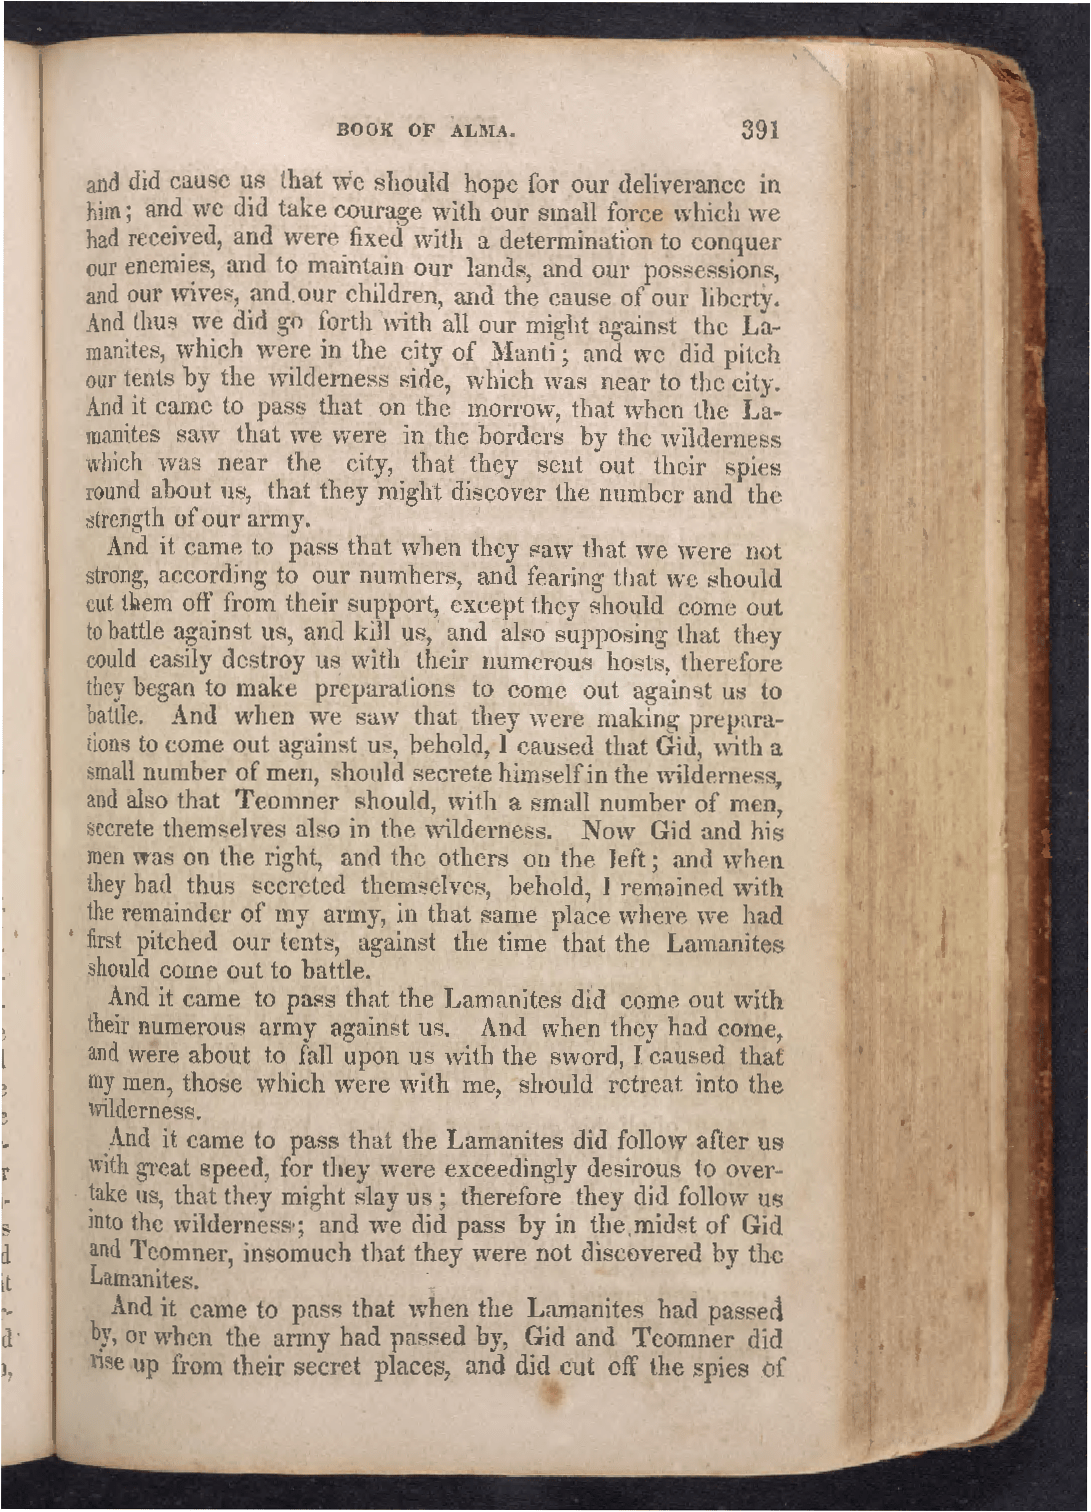 BOOK OF ALMA. 391
and did cause us that we should hope for our deliverance in
him; and we did take courage with our small force which we
had received, and were fixed with a determination to conquer
our enemies, and to maintain our lands, and our possessions,
and our wives, and our children, and the cause of our liberty.
And thus we did go forth with all our might against the La-
manites, which were in the city of Manti; and we did pitch
our tents by the wilderness side, which was near to the city.
And it came to pass that on the morrow, that when the La-
manites saw that we were in the borders by the wilderness
which was near the city, that they sent out their spies
round about us, that they might discover the number and the
strength of our army.
And it came to pass that when they saw that we were not
strong, according to our numbers, and fearing that we should
cut them off from their support, except they should come out
to battle against us, and kill us, and also supposing that they
could easily destroy us with their numerous hosts, therefore
they began to make preparations to come out against us to
battle. And when we saw that they were making prepara-
tions to come out against us, behold, I caused that Gid, with a
small number of men, should secrete himself in the wilderness,
and also that Teomner should, with a small number of men,
secrete themselves also in the wilderness. Now Gid and his
men was on the right, and the others on the left; and when
they had thus secreted themselves, behold, I remained with
the remainder of my army, in that same place where we had
first pitched our tents, against the time that the Lamanites
should come out to battle.
And it came to pass that the Lamanites did come out with
their numerous army against us. And when they had come,
and were about to fall upon us with the sword, I caused that
my men, those which were with me, should retreat into the
wilderness.
And it came to pass that the Lamanites did follow after us
with great speed, for they were exceedingly desirous to over-
take us, that they might slay us; therefore they did follow us
into the wilderness; and we did pass by in the midst of Gid
and Teomner, insomuch that they were not discovered by the
Lamanites.
And it came to pass that when the Lamanites had passed
by, or when the army had passed by, Gid and Teomner did
rise up from their secret places, and did cut off the spies of